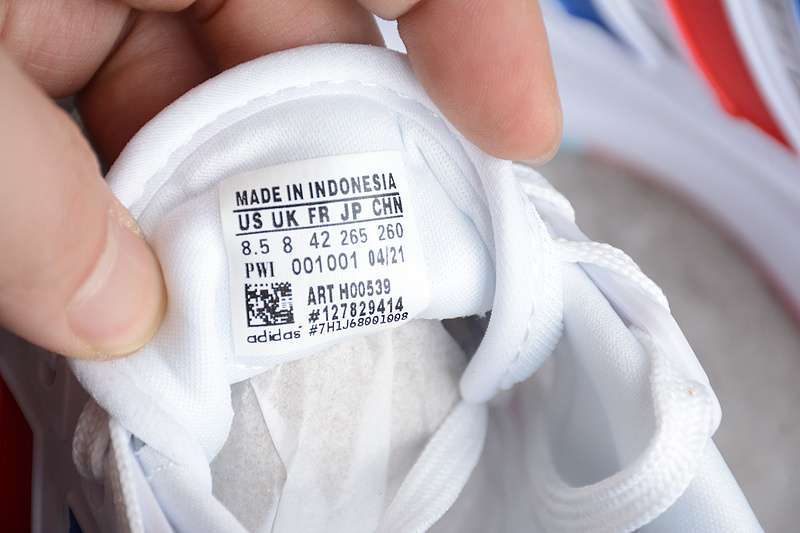 MADE IN INDONESIA
US UK FR JP CHN
8.5 8 42 265 260
PWI 001001 04/21
ART H00539
#127829414
adidas #7H1J68001008